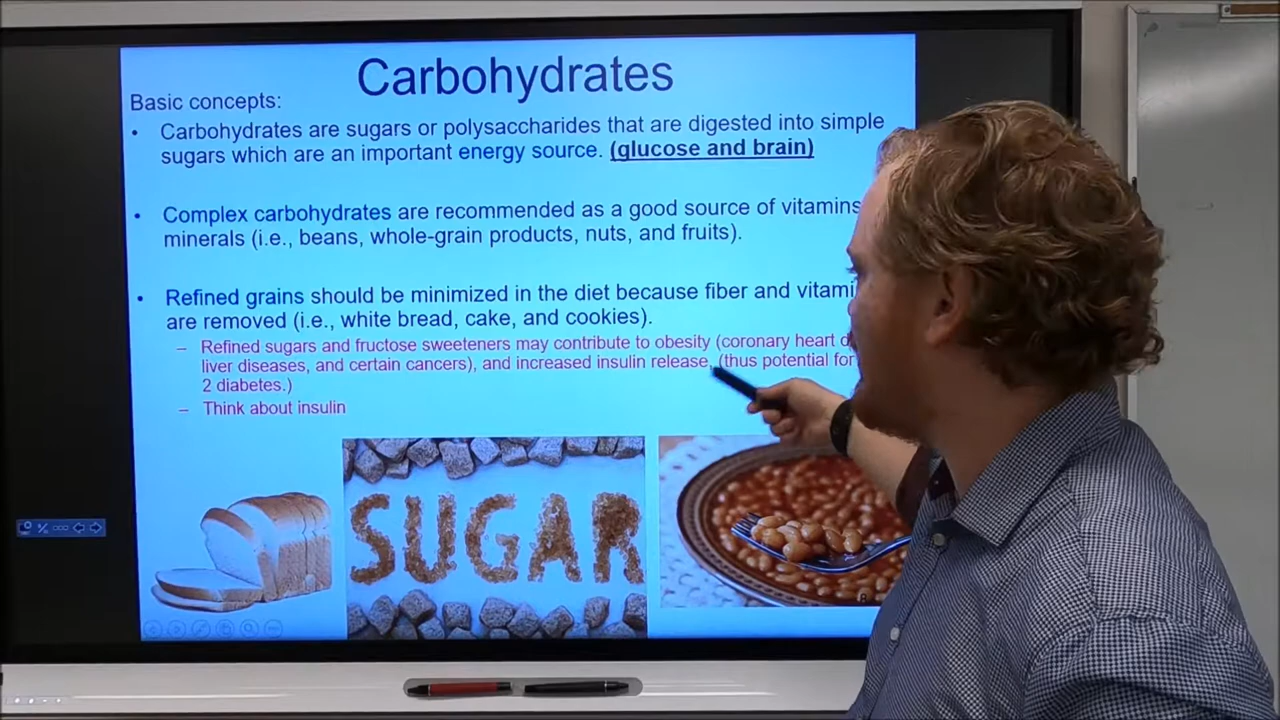 Carbohydrates
Basic concepts:
• Carbohydrates are sugars or polysaccharides that are digested into simple
sugars which are an important energy source. (glucose and brain)
• Complex carbohydrates are recommended as a good source of vitamins
minerals (i.e., beans, whole-grain products, nuts, and fruits).
• Refined grains should be minimized in the diet because fiber and vitami
are removed (i.e., white bread, cake, and cookies).
– Refined sugars and fructose sweeteners may contribute to obesity (coronary heart d
liver diseases, and certain cancers), and increased insulin release, (thus potential for
2 diabetes.)
– Think about insulin
SUGAR
8